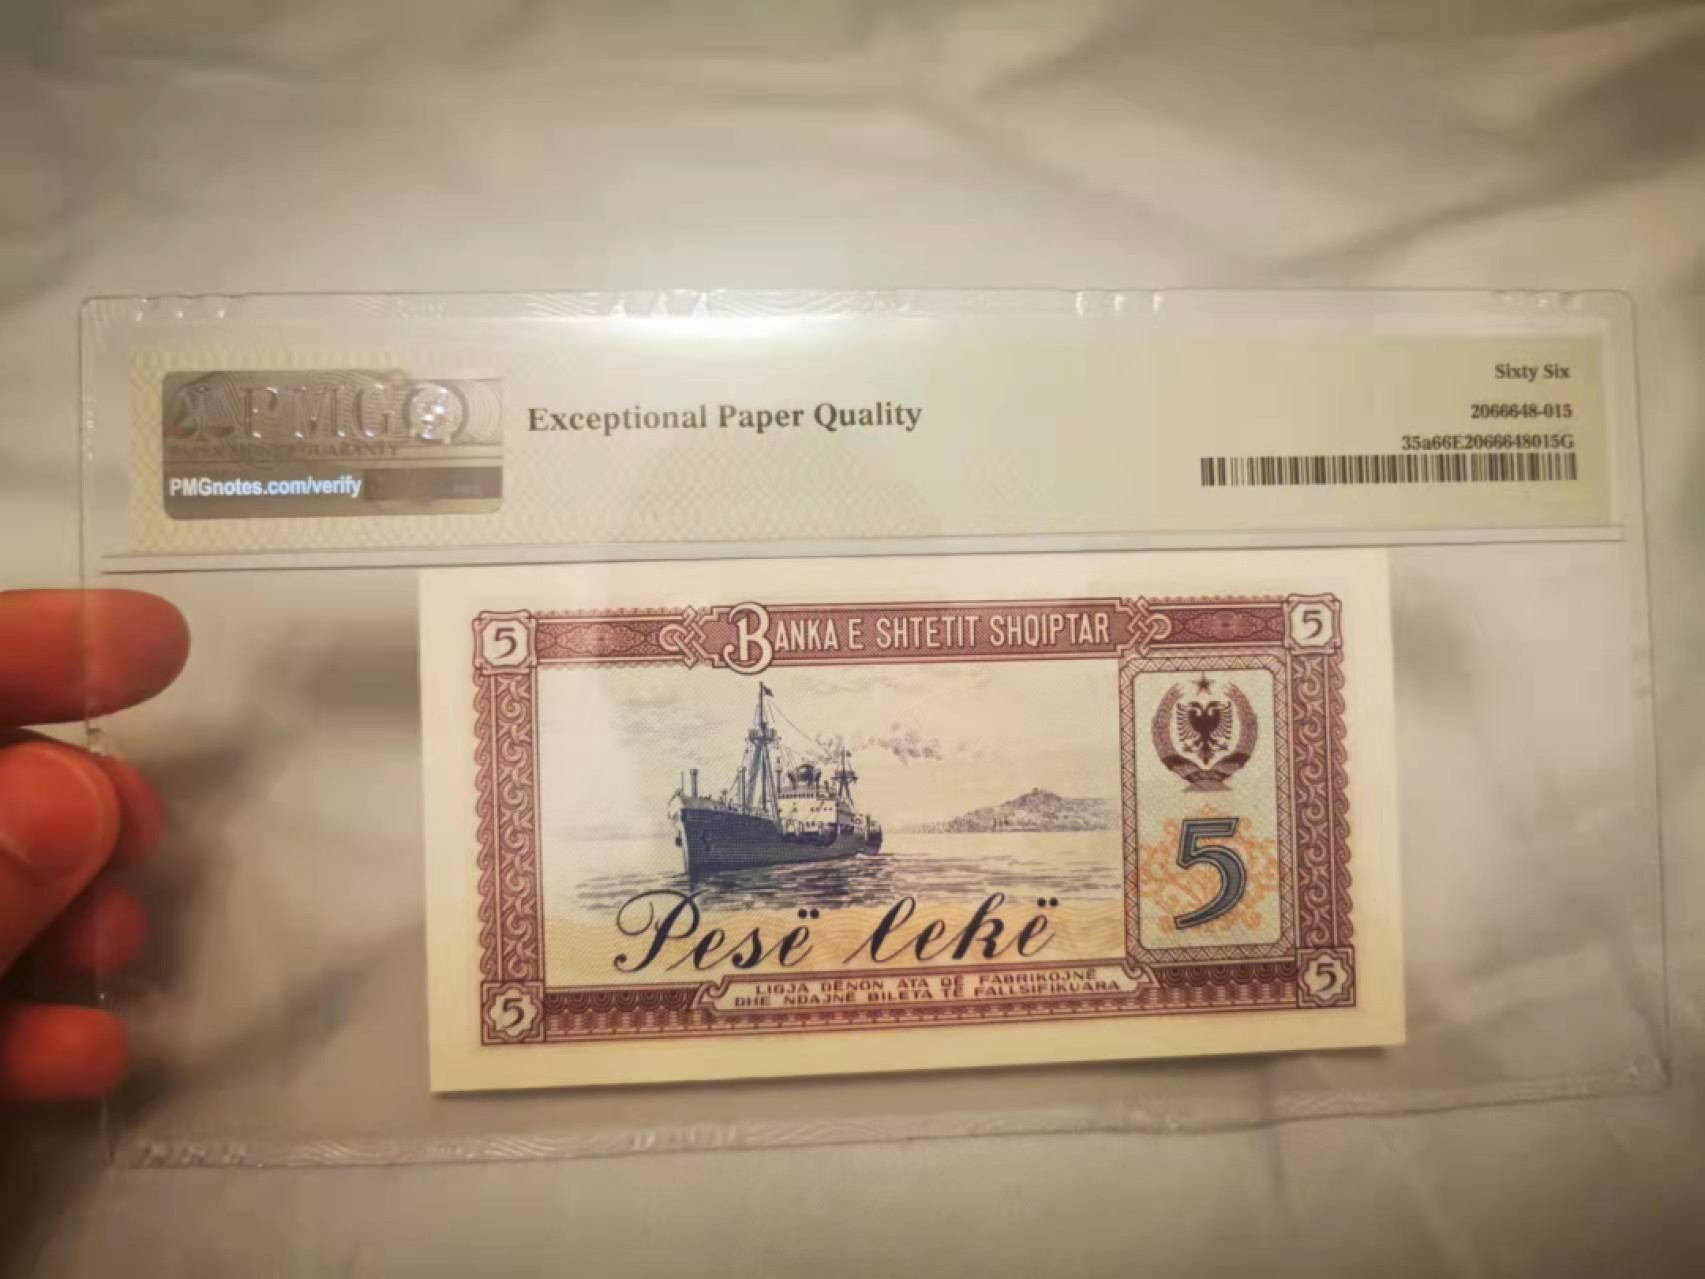 PMG
PAPER MONEY GUARANTY
PMGnotes.com/verify
Exceptional Paper Quality
Sixty Six
2066648-015
35a66E2066648015G
5
BANKA E SHTETIT SHQIPTAR
5
5
Pesë lekë
5
LIGJA DËNON ATA QË FABRIKOJNË
DHE NDAJNË BILETA TË FALLSIFIKUARA
5